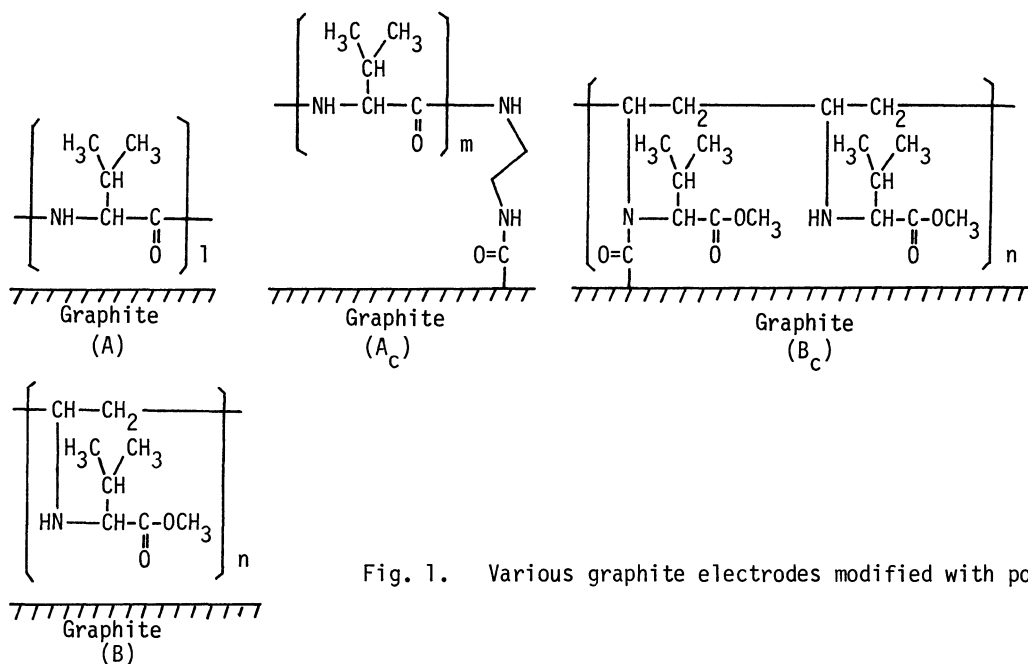 H3C CH3
CH
NH—CH—C
O
l
Graphite
(A)
H3C CH3
CH
NH—CH—C
O
m
NH
NH
O=C
Graphite
(Ac)
CH—CH2 CH—CH2
H3C CH3 H3C CH3
CH CH
N—CH—C-OCH3 HN—CH—C-OCH3
O=C O O
n
Graphite
(Bc)
CH—CH2
H3C CH3
CH
HN—CH-C-OCH3
O
n
Graphite
(B)
Fig. 1. Various graphite electrodes modified with